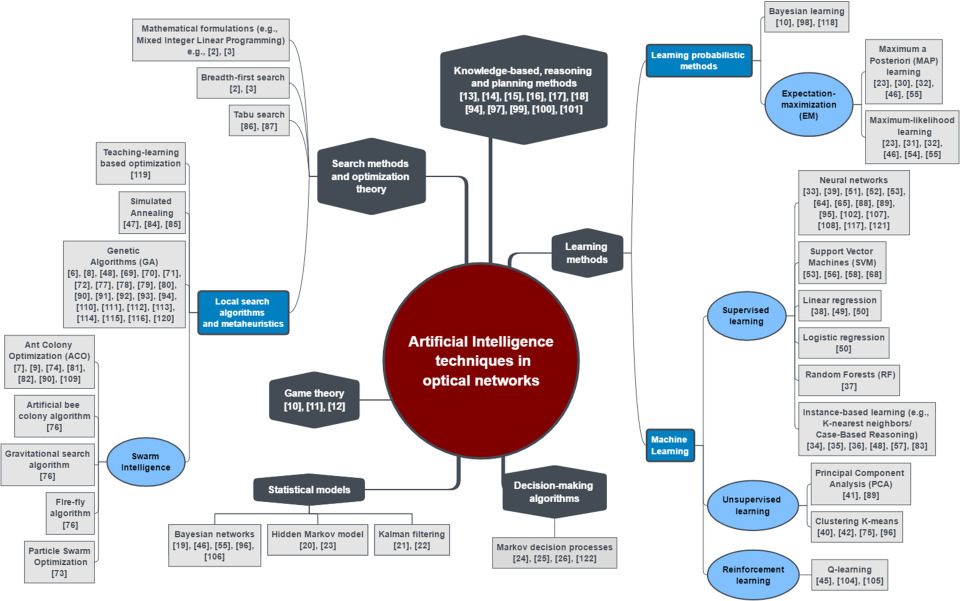 Mathematical formulations (e.g.,
Mixed Integer Linear Programming)
e.g., [2], [3]
Breadth-first search
[2], [3]
Tabu search
[86], [87]
Search methods
and optimization
theory
Teaching-learning
based optimization
[119]
Simulated
Annealing
[47], [84], [85]
Genetic
Algorithms (GA)
[6], [8], [48], [69], [70], [71],
[72], [77], [78], [79], [80],
[90], [91], [92], [93], [94],
[110], [111], [112], [113],
[114], [115], [116], [120]
Local search
algorithms
and metaheuristics
Ant Colony
Optimization (ACO)
[7], [9], [74], [81],
[82], [90], [109]
Artificial bee
colony algorithm
[76]
Gravitational search
algorithm
[76]
Fire-fly
algorithm
[76]
Particle Swarm
Optimization
[73]
Swarm
Intelligence
Knowledge-based, reasoning
and planning methods
[13], [14], [15], [16], [17], [18]
[94], [97], [99], [100], [101]
Artificial Intelligence
techniques in
optical networks
Game theory
[10], [11], [12]
Statistical models
Bayesian networks
[19], [46], [55], [96],
[106]
Hidden Markov model
[20], [23]
Kalman filtering
[21], [22]
Decision-making
algorithms
Markov decision processes
[24], [25], [26], [122]
Learning
methods
Learning probabilistic
methods
Bayesian learning
[10], [98], [118]
Expectation-
maximization
(EM)
Maximum a
Posteriori (MAP)
learning
[23], [30], [32],
[46], [55]
Maximum-likelihood
learning
[23], [31], [32],
[46], [54], [55]
Machine
Learning
Supervised
learning
Neural networks
[33], [39], [51], [52], [53],
[64], [65], [88], [89],
[95], [102], [107],
[108], [117], [121]
Support Vector
Machines (SVM)
[53], [56], [58], [68]
Linear regression
[38], [49], [50]
Logistic regression
[50]
Random Forests (RF)
[37]
Instance-based learning (e.g.,
K-nearest neighbors/
Case-Based Reasoning)
[34], [35], [36], [48], [57], [83]
Unsupervised
learning
Principal Component
Analysis (PCA)
[41], [89]
Clustering K-means
[40], [42], [75], [96]
Reinforcement
learning
Q-learning
[45], [104], [105]